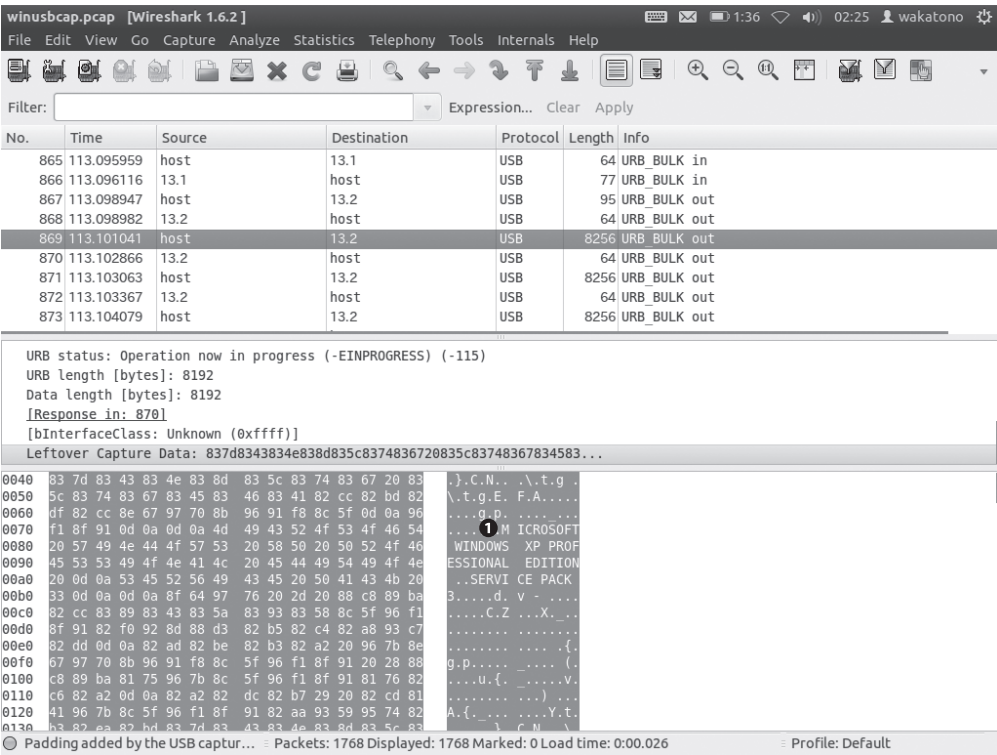 winusbcap.pcap [Wireshark 1.6.2 ]
1:36 02:25 wakatono
File Edit View Go Capture Analyze Statistics Telephony Tools Internals Help
Filter: Expression... Clear Apply
No. Time Source Destination Protocol Length Info
865 113.095959 host 13.1 USB 64 URB_BULK in
866 113.096116 13.1 host USB 77 URB_BULK in
867 113.098947 host 13.2 USB 95 URB_BULK out
868 113.098982 13.2 host USB 64 URB_BULK out
869 113.101041 host 13.2 USB 8256 URB_BULK out
870 113.102866 13.2 host USB 64 URB_BULK out
871 113.103063 host 13.2 USB 8256 URB_BULK out
872 113.103367 13.2 host USB 64 URB_BULK out
873 113.104079 host 13.2 USB 8256 URB_BULK out
URB status: Operation now in progress (-EINPROGRESS) (-115)
URB length [bytes]: 8192
Data length [bytes]: 8192
[Response in: 870]
[bInterfaceClass: Unknown (0xffff)]
Leftover Capture Data: 837d8343834e838d835c8374836720835c83748367834583...
0040 83 7d 83 43 83 4e 83 8d 83 5c 83 74 83 67 20 83 .}.C.N.. .\.t.g .
0050 5c 83 74 83 67 83 45 83 46 83 41 82 cc 82 bd 82 \.t.g.E. F.A.....
0060 df 82 cc 8e 67 97 70 8b 96 91 f8 8c 5f 0d 0a 96 ....g.p. ...._...
0070 f1 8f 91 0d 0a 0d 0a 4d 49 43 52 4f 53 4f 46 54 ....❶.M ICROSOFT
0080 20 57 49 4e 44 4f 57 53 20 58 50 20 50 52 4f 46 WINDOWS XP PROF
0090 45 53 53 49 4f 4e 41 4c 20 45 44 49 54 49 4f 4e ESSIONAL EDITION
00a0 20 0d 0a 53 45 52 56 49 43 45 20 50 41 43 4b 20 ..SERVI CE PACK
00b0 33 0d 0a 0d 0a 8f 64 97 76 20 2d 20 88 c8 89 ba 3.....d. v - ....
00c0 82 cc 83 89 83 43 83 5a 83 93 83 58 8c 5f 96 f1 .....C.Z ...X._..
00d0 8f 91 82 f0 92 8d 88 d3 82 b5 82 c4 82 a8 93 c7 ........ ........
00e0 82 dd 0d 0a 82 ad 82 be 82 b3 82 a2 20 96 7b 8e ........ .... .{.
00f0 67 97 70 8b 96 91 f8 8c 5f 96 f1 8f 91 20 28 88 g.p..... _.... (.
0100 c8 89 ba 81 75 96 7b 8c 5f 96 f1 8f 91 81 76 82 ....u.{. _.....v.
0110 c6 82 a2 0d 0a 82 a2 82 dc 82 b7 29 20 82 cd 81 ........ ...) ...
0120 41 96 7b 8c 5f 96 f1 8f 91 82 aa 93 59 95 74 82 A.{._... ....Y.t.
0130 b3 82 ea 82 bd 83 7d 83 43 83 4e 83 8d 83 5c 83 ......}. C.N...\.
Padding added by the USB captur... Packets: 1768 Displayed: 1768 Marked: 0 Load time: 0:00.026 Profile: Default